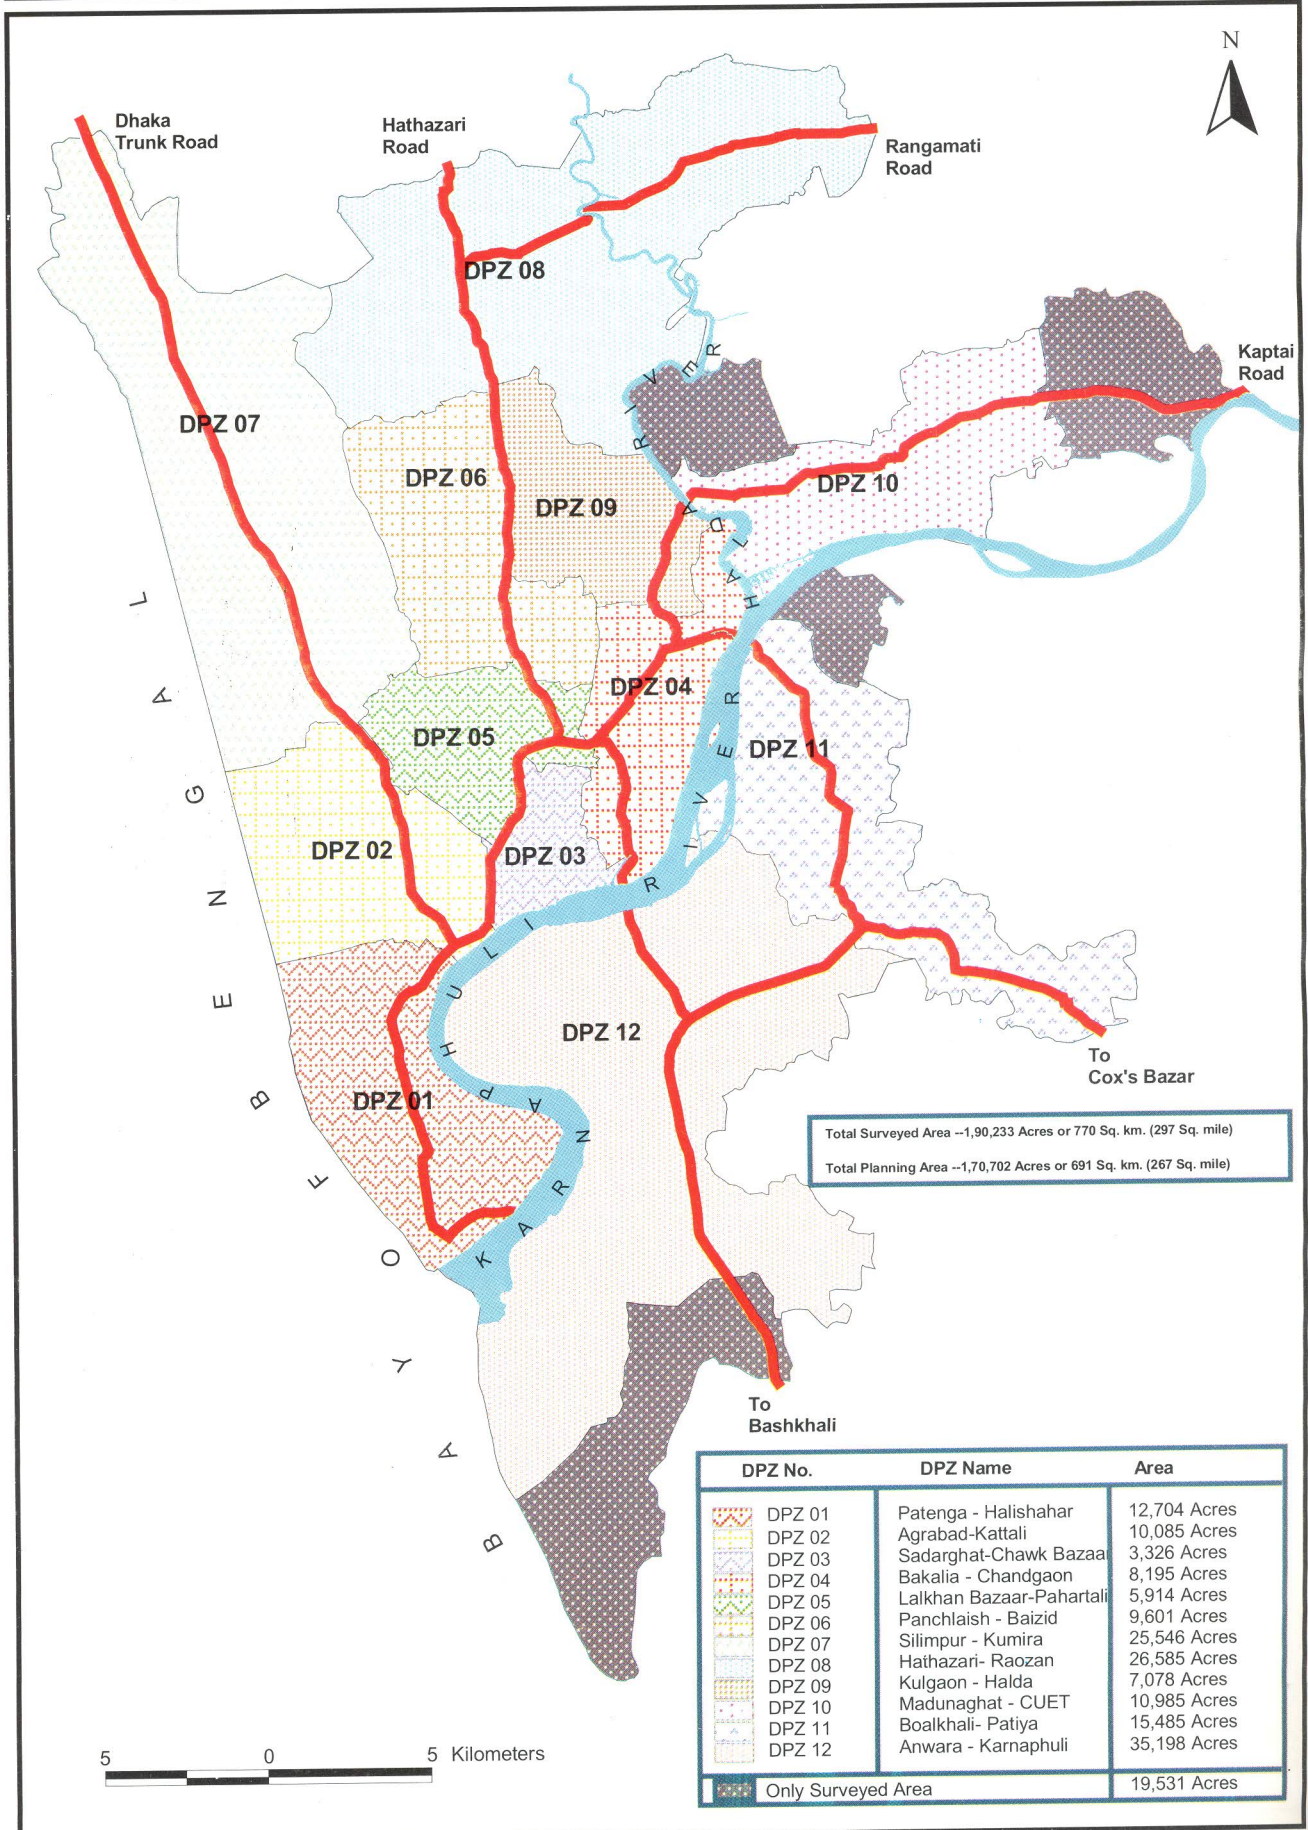 N
Dhaka
Trunk Road
Hathazari
Road
Rangamati
Road
DPZ 08
Kaptai
Road
DPZ 07
DPZ 06
DPZ 09
DPZ 10
HALDA RIVER
DPZ 04
DPZ 05
DPZ 11
DPZ 02
DPZ 03
KARNAPHULI RIVER
BAY OF BENGAL
DPZ 12
DPZ 01
To
Cox's Bazar
Total Surveyed Area --1,90,233 Acres or 770 Sq. km. (297 Sq. mile)
Total Planning Area --1,70,702 Acres or 691 Sq. km. (267 Sq. mile)
To
Bashkhali
DPZ No. DPZ Name Area
DPZ 01 Patenga - Halishahar 12,704 Acres
DPZ 02 Agrabad-Kattali 10,085 Acres
DPZ 03 Sadarghat-Chawk Bazaar 3,326 Acres
DPZ 04 Bakalia - Chandgaon 8,195 Acres
DPZ 05 Lalkhan Bazaar-Pahartali 5,914 Acres
DPZ 06 Panchlaish - Baizid 9,601 Acres
DPZ 07 Silimpur - Kumira 25,546 Acres
DPZ 08 Hathazari- Raozan 26,585 Acres
DPZ 09 Kulgaon - Halda 7,078 Acres
DPZ 10 Madunaghat - CUET 10,985 Acres
DPZ 11 Boalkhali- Patiya 15,485 Acres
DPZ 12 Anwara - Karnaphuli 35,198 Acres
Only Surveyed Area 19,531 Acres
5 0 5 Kilometers